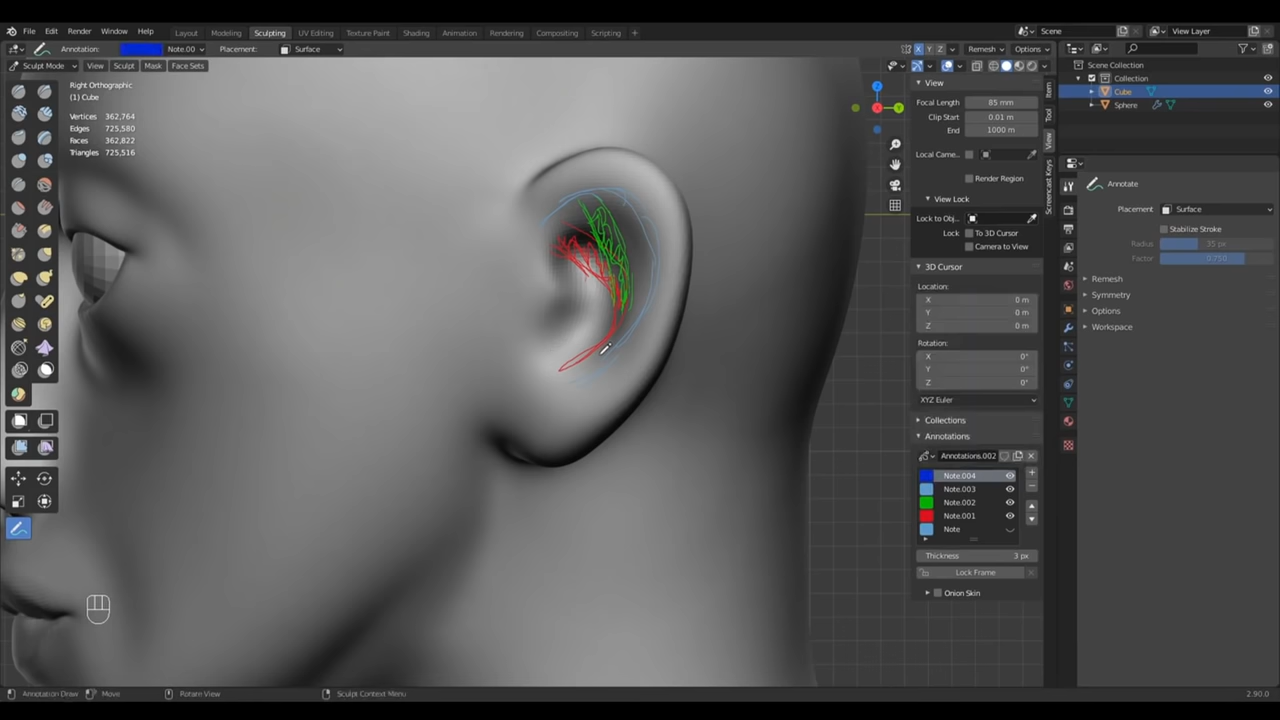 File Edit Render Window Help Layout Modeling Sculpting UV Editing Texture Paint Shading Animation Rendering Compositing Scripting + Scene View Layer
Annotation: Note.00 Placement: Surface X Y Z Remesh Options
Sculpt Mode View Sculpt Mask Face Sets
Scene Collection
Collection
Cube
Sphere
Right Orthographic
(1) Cube
Vertices 362,764
Edges 725,580
Faces 362,822
Triangles 725,516
Z
X
Y
View
Focal Length 85 mm
Clip Start 0.01 m
End 1000 m
Local Came...
Render Region
View Lock
Lock to Obj...
Lock To 3D Cursor
Camera to View
3D Cursor
Location:
X 0 m
Y 0 m
Z 0 m
Rotation:
X 0°
Y 0°
Z 0°
XYZ Euler
Collections
Annotations
Annotations.002
Note.004
Note.003
Note.002
Note.001
Note
Thickness 3 px
Lock Frame
Onion Skin
Item
Tool
View
Screencast Keys
Annotate
Placement: Surface
Stabilize Stroke
Radius 35 px
Factor 0.750
Remesh
Symmetry
Options
Workspace
Annotation Draw Move Rotate View Sculpt Context Menu 2.90.0